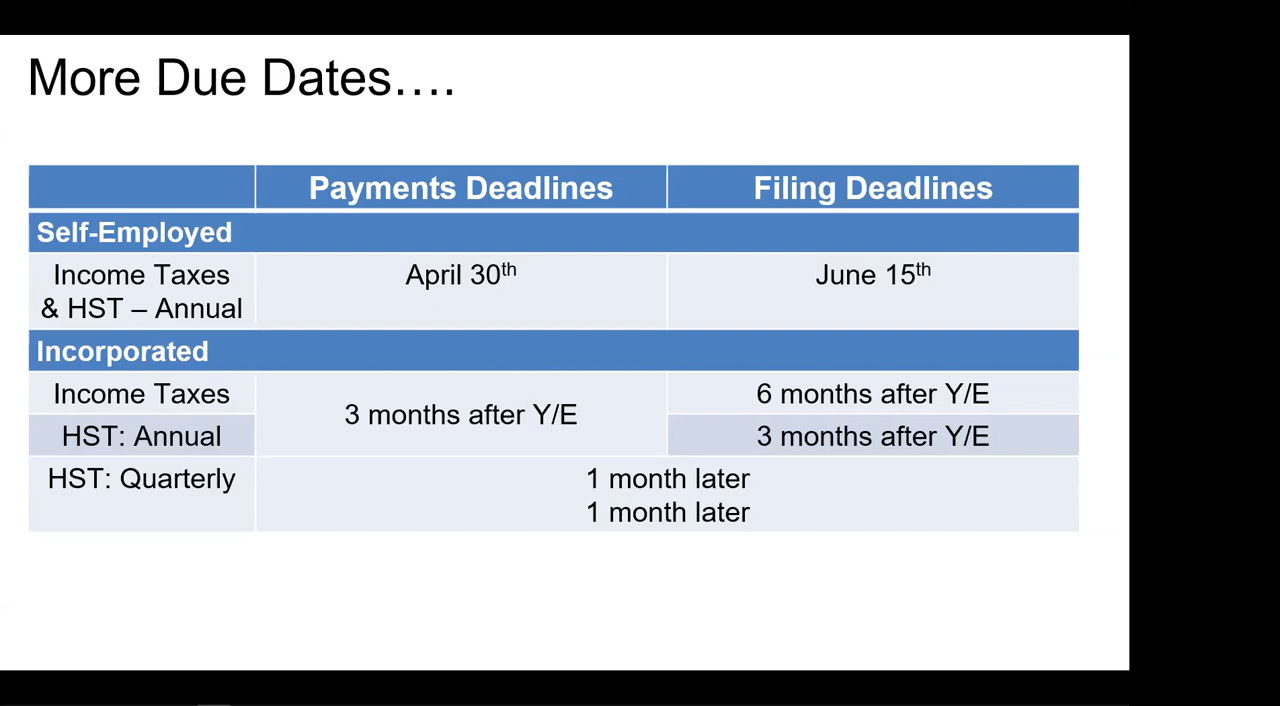 More Due Dates….
Payments Deadlines Filing Deadlines
Self-Employed
Income Taxes April 30th June 15th
& HST – Annual
Incorporated
Income Taxes 6 months after Y/E
3 months after Y/E
HST: Annual 3 months after Y/E
HST: Quarterly 1 month later
1 month later